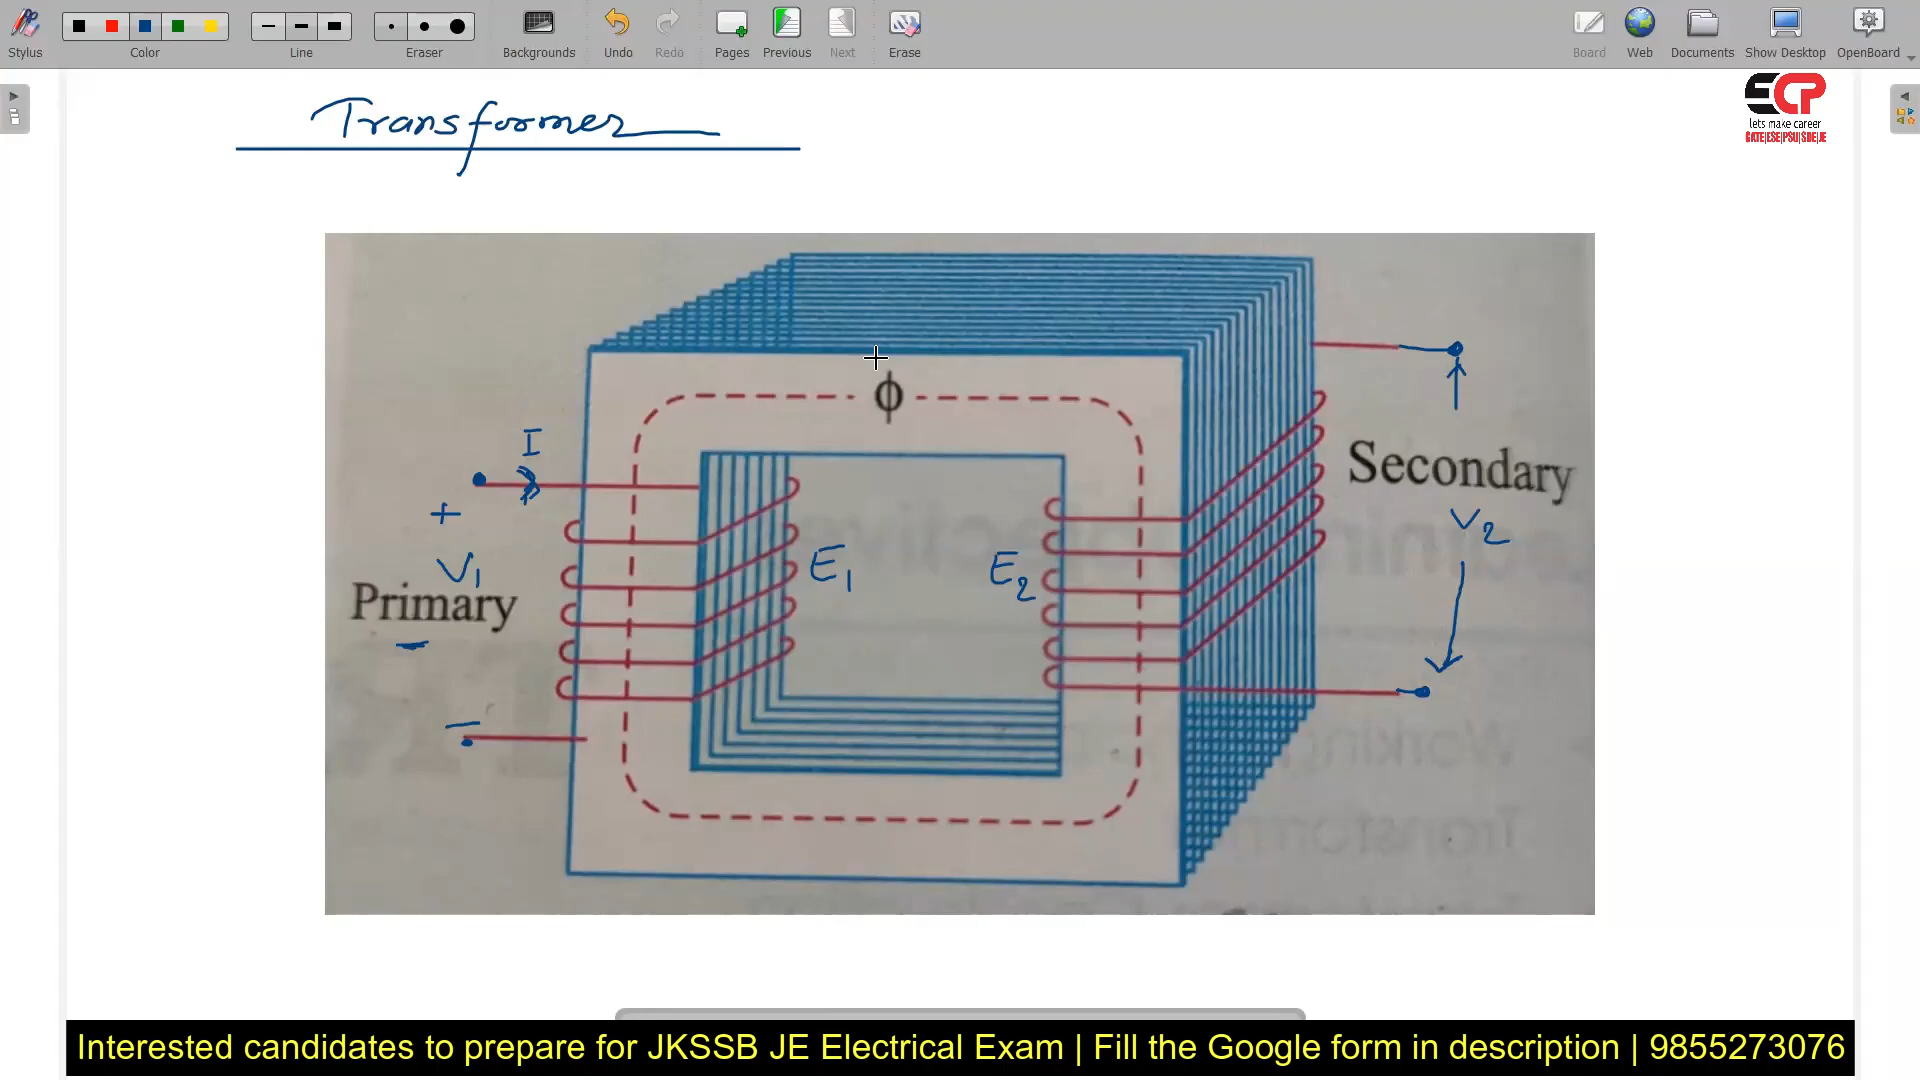 Stylus Color Line Eraser Backgrounds Undo Redo Pages Previous Next Erase Board Web Documents Show Desktop OpenBoard
ECP
lets make career
GATE|ESE|PSU|SDE|JE
Transformer
ϕ
I
+
V1
Primary
–
–
E1
E2
Secondary
V2
Interested candidates to prepare for JKSSB JE Electrical Exam | Fill the Google form in description | 9855273076